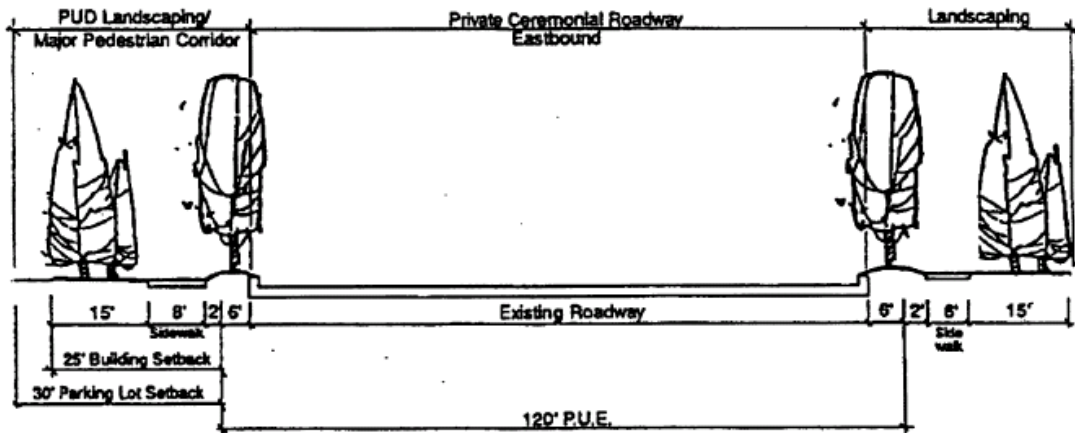 PUD Landscaping/
Major Pedestrian Corridor
Private Ceremonial Roadway
Eastbound
Landscaping
15' 8' 2' 6' Existing Roadway 6' 2' 6' 15'
Sidewalk
Side
walk
25' Building Setback
30' Parking Lot Setback
120' P.U.E.